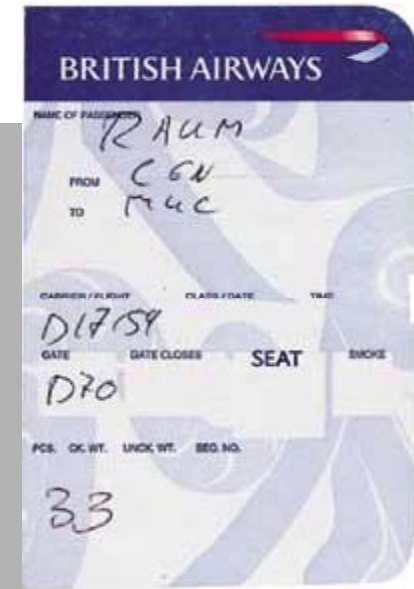 BRITISH AIRWAYS
NAME OF PASSENGER
RAUM
FROM CGN
TO MUC
CARRIER / FLIGHT CLASS / DATE TIME
DI7154
GATE GATE CLOSES SEAT SMOKE
D70
PCS. CK. WT. UNCK. WT. SEQ. NO.
33